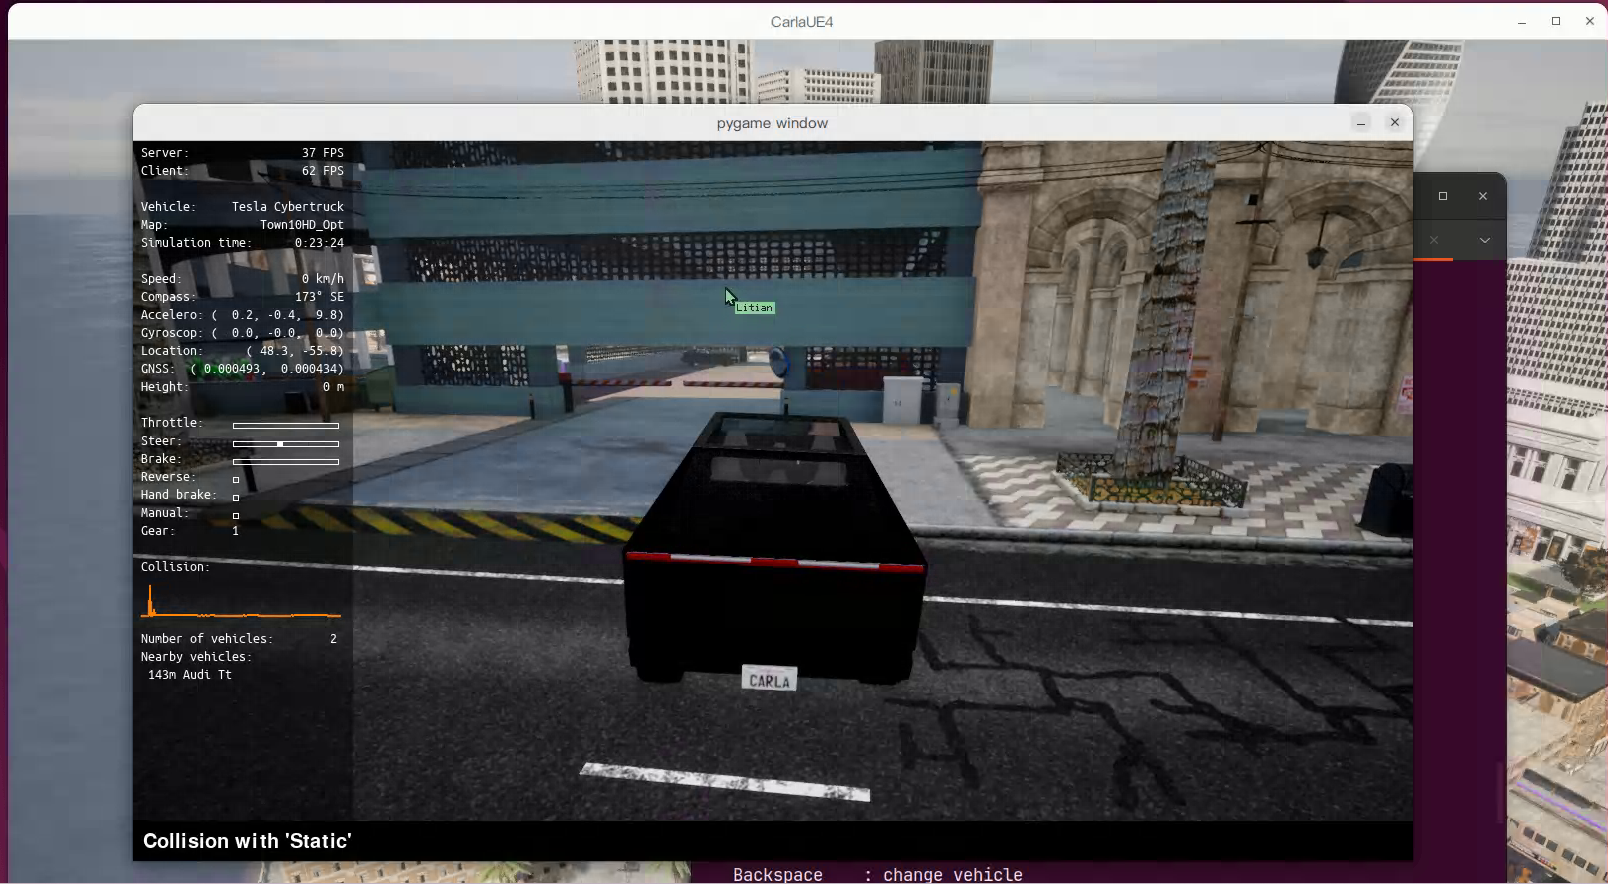 CarlaUE4
pygame window
Server: 37 FPS
Client: 62 FPS
Vehicle: Tesla Cybertruck
Map: Town10HD_Opt
Simulation time: 0:23:24
Speed: 0 km/h
Compass: 173° SE
Accelero: ( 0.2, -0.4, 9.8)
Gyroscop: ( 0.0, -0.0, 0.0)
Location: ( 48.3, -55.8)
GNSS: ( 0.000493, 0.000434)
Height: 0 m
Throttle:
Steer:
Brake:
Reverse:
Hand brake:
Manual:
Gear: 1
Collision:
Number of vehicles: 2
Nearby vehicles:
143m Audi Tt
Litian
CARLA
Collision with 'Static'
Backspace : change vehicle